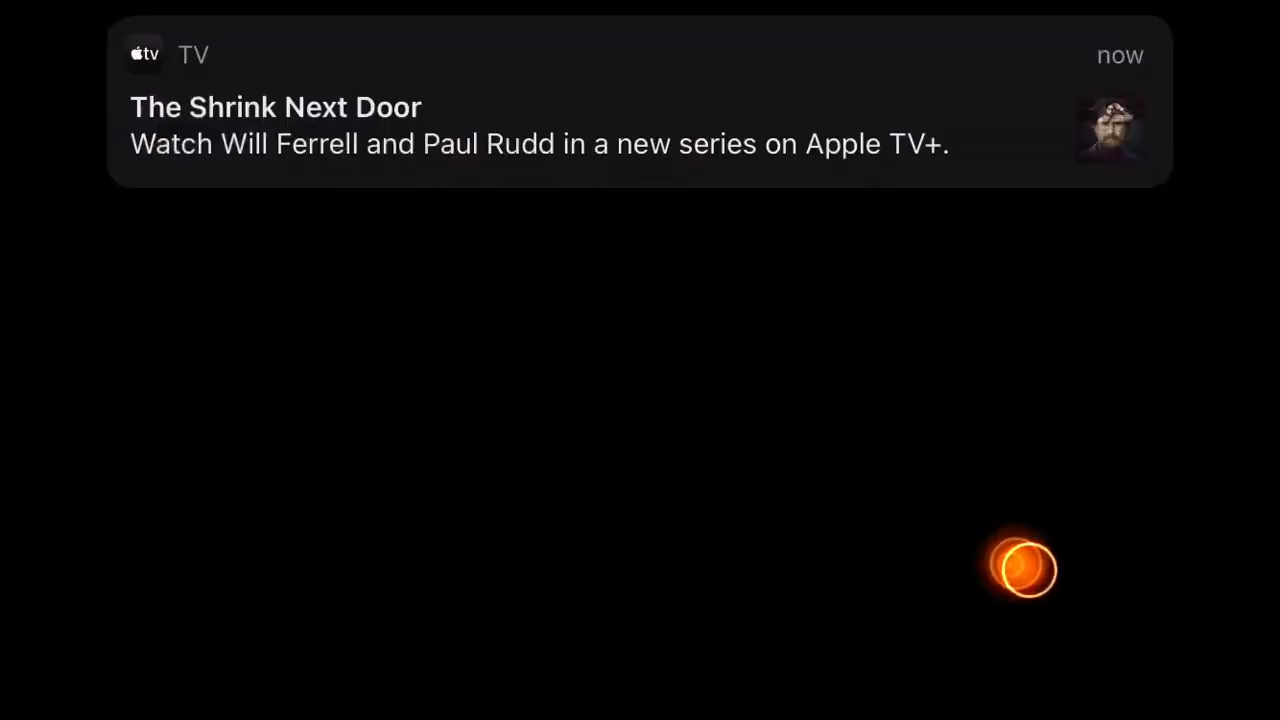 tv TV now
The Shrink Next Door
Watch Will Ferrell and Paul Rudd in a new series on Apple TV+.